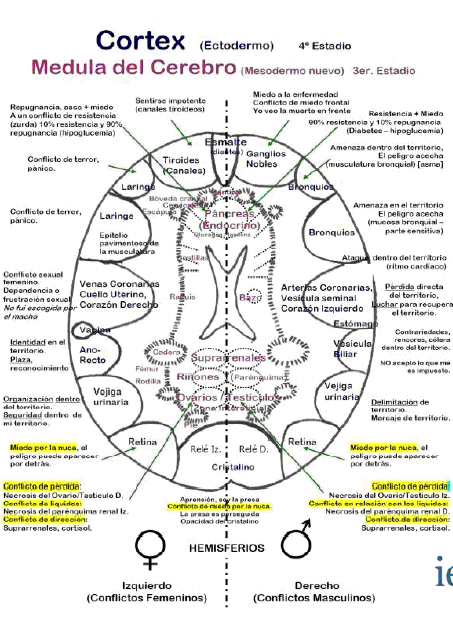 Cortex (Ectodermo) 4º Estadio
Medula del Cerebro (Mesodermo nuevo) 3er. Estadio
Repugnancia, asco + miedo
A un conflicto de resistencia
(zurda) 10% resistencia y 90%
repugnancia (hipoglucemia)
Sentirse impotente
(canales tiroideos)
Miedo a la enfermedad
Conflicto de miedo frontal
Yo veo la muerte en frente
Resistencia + Miedo
90% resistencia y 10% repugnancia
(Diabetes – hipoglucemia)
Conflicto de terror,
pánico.
Amenaza dentro del territorio,
El peligro acecha
(musculatura bronquial) [asma]
Esmalte
(dientes)
Tiroides
(Canales)
Ganglios
Nobles
Laringe
Bronquios
Bóveda craneal
Escápula
Páncreas
(Endocrino)
Conflicto de terror,
pánico.
Laringe
Epitelio
pavimentoso de
la musculatura
Bronquios
Amenaza en el territorio
El peligro acecha
(mucosa bronquial –
parte sensitiva)
Costillas
Ataque dentro del territorio
(ritmo cardiaco)
Conflicto sexual
femenino.
Dependencia o
frustración sexual
No fui escogida por
el macho
Venas Coronarias
Cuello Uterino,
Corazón Derecho
Raquis
Bazo
Arterias Coronarias,
Vesícula seminal
Corazón Izquierdo
Pérdida directa
del territorio,
Luchar para recuperar
el territorio.
Estómago
Vagina
Identidad en el
territorio.
Plaza,
reconocimiento
Ano-
Recto
Cadera
Fémur
Rodilla
Suprarrenales
Riñones (Parénquima)
Ovarios / Testículos
Vesícula
Biliar
Contrariedades,
rencores, cólera
dentro del territorio.
NO acepto lo que me
es impuesto.
Organización dentro
del territorio.
Seguridad dentro de
mi territorio.
Vejiga
urinaria
Vejiga
urinaria
Delimitación de
territorio.
Marcaje de territorio.
Miedo por la nuca, el
peligro puede aparecer
por detrás.
Retina
Relé Iz.
Relé D.
Retina
Cristalino
Miedo por la nuca, el
peligro puede aparecer
por detrás.
Conflicto de pérdida:
Necrosis del Ovario/Testículo D.
Conflicto de líquidos:
Necrosis del parénquima renal Iz.
Conflicto de dirección:
Suprarrenales, cortisol.
Aprensión, soy la presa
Conflicto de miedo por la nuca.
La presa es perseguida
Opacidad del cristalino
Conflicto de pérdida:
Necrosis del Ovario/Testículo Iz.
Conflicto en relación con los líquidos:
Necrosis del parénquima renal D.
Conflicto de dirección:
Suprarrenales, cortisol.
HEMISFERIOS
Izquierdo
(Conflictos Femeninos)
Derecho
(Conflictos Masculinos)
ie